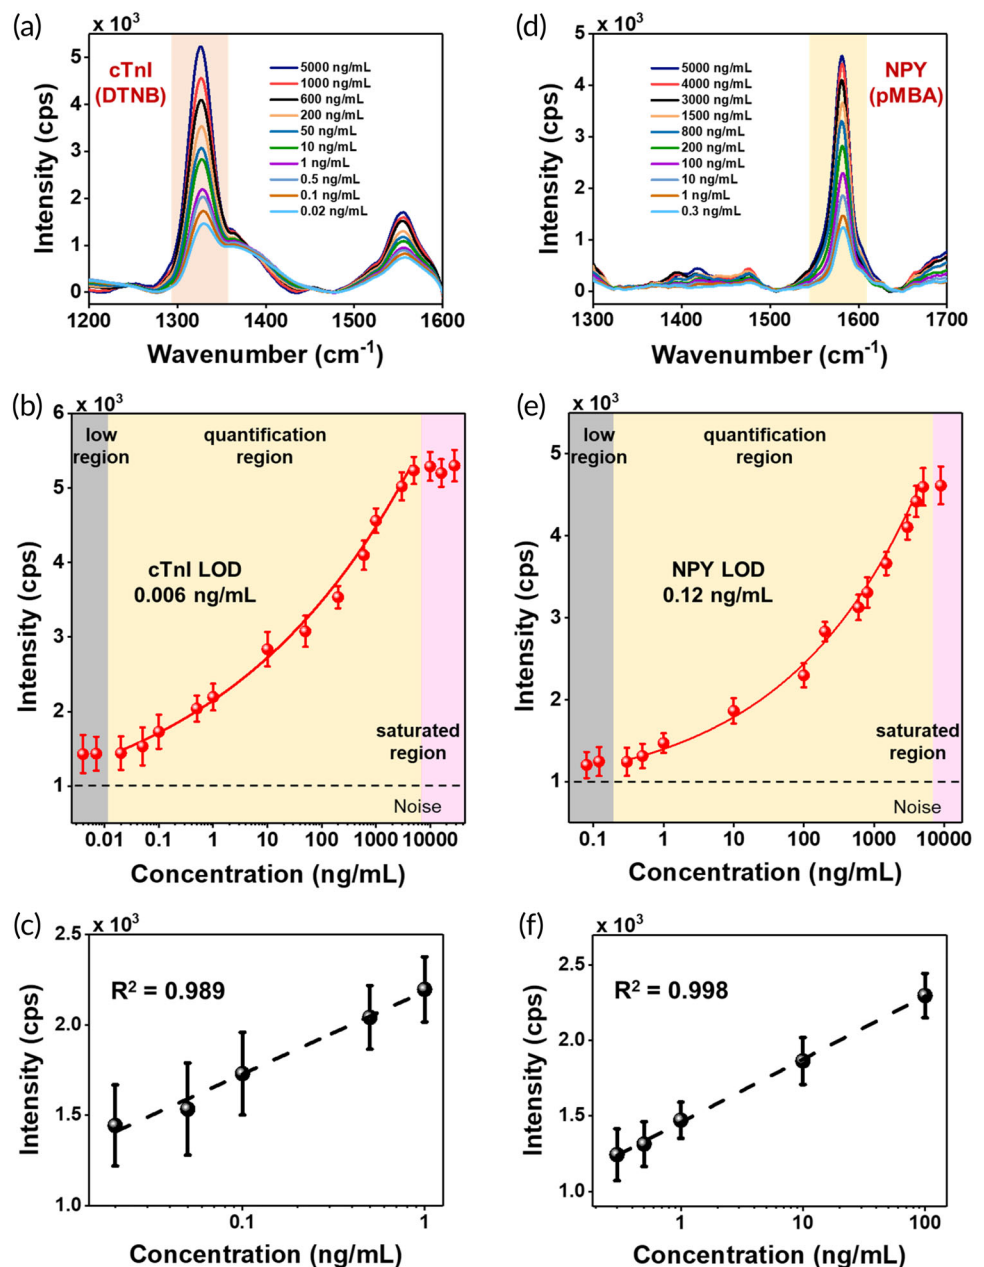 (a)
x 10³
cTnI
(DTNB)
5000 ng/mL
1000 ng/mL
600 ng/mL
200 ng/mL
50 ng/mL
10 ng/mL
1 ng/mL
0.5 ng/mL
0.1 ng/mL
0.02 ng/mL
5
4
3
2
1
0
Intensity (cps)
1200
1300
1400
1500
1600
Wavenumber (cm⁻¹)
(d)
x 10³
NPY
(pMBA)
5000 ng/mL
4000 ng/mL
3000 ng/mL
1500 ng/mL
800 ng/mL
200 ng/mL
100 ng/mL
10 ng/mL
1 ng/mL
0.3 ng/mL
5
4
3
2
1
0
Intensity (cps)
1300
1400
1500
1600
1700
Wavenumber (cm⁻¹)
(b)
x 10³
low
region
quantification
region
cTnI LOD
0.006 ng/mL
saturated
region
Noise
6
5
4
3
2
1
Intensity (cps)
0.01
0.1
1
10
100
1000
10000
Concentration (ng/mL)
(e)
x 10³
low
region
quantification
region
NPY LOD
0.12 ng/mL
saturated
region
Noise
5
4
3
2
1
Intensity (cps)
0.1
1
10
100
1000
10000
Concentration (ng/mL)
(c)
x 10³
R² = 0.989
2.5
2.0
1.5
1.0
Intensity (cps)
0.1
1
Concentration (ng/mL)
(f)
x 10³
R² = 0.998
2.5
2.0
1.5
1.0
Intensity (cps)
1
10
100
Concentration (ng/mL)